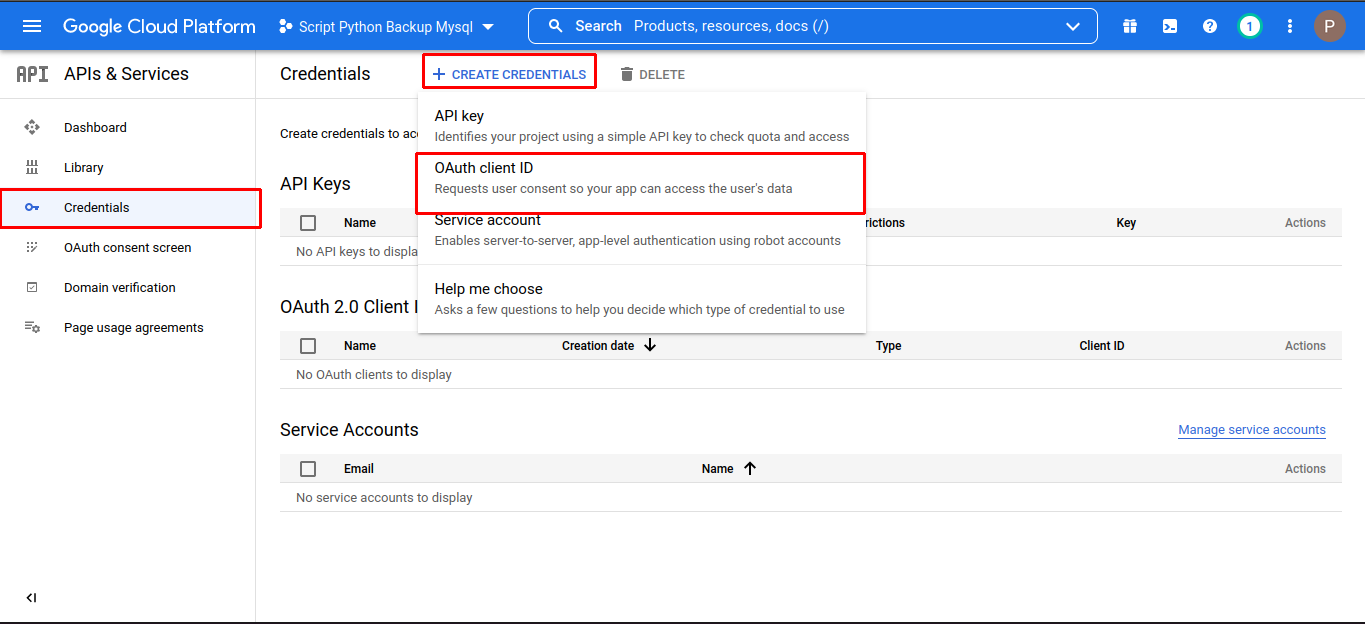 Google Cloud Platform
Script Python Backup Mysql
Search Products, resources, docs (/)
1
P
API APIs & Services
Credentials
+ CREATE CREDENTIALS
DELETE
Dashboard
Library
Credentials
OAuth consent screen
Domain verification
Page usage agreements
Create credentials to acc
API key
Identifies your project using a simple API key to check quota and access
OAuth client ID
Requests user consent so your app can access the user's data
Service account
Enables server-to-server, app-level authentication using robot accounts
Help me choose
Asks a few questions to help you decide which type of credential to use
API Keys
Name rictions Key Actions
No API keys to displa
OAuth 2.0 Client I
Name Creation date Type Client ID Actions
No OAuth clients to display
Service Accounts
Manage service accounts
Email Name Actions
No service accounts to display